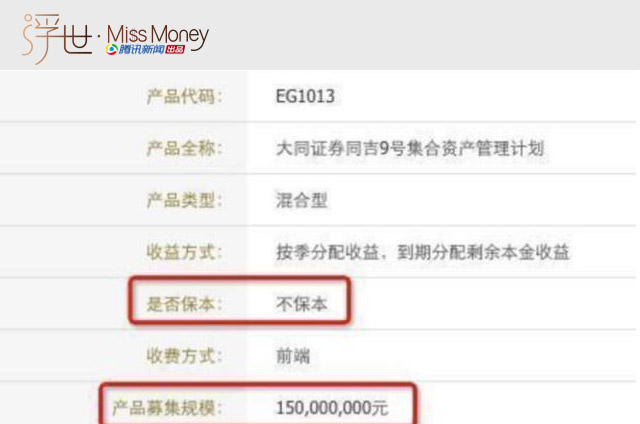 浮世·Miss Money
腾讯新闻 出品
产品代码： EG1013
产品全称： 大同证券同吉9号集合资产管理计划
产品类型： 混合型
收益方式： 按季分配收益，到期分配剩余本金收益
是否保本： 不保本
收费方式： 前端
产品募集规模： 150,000,000元